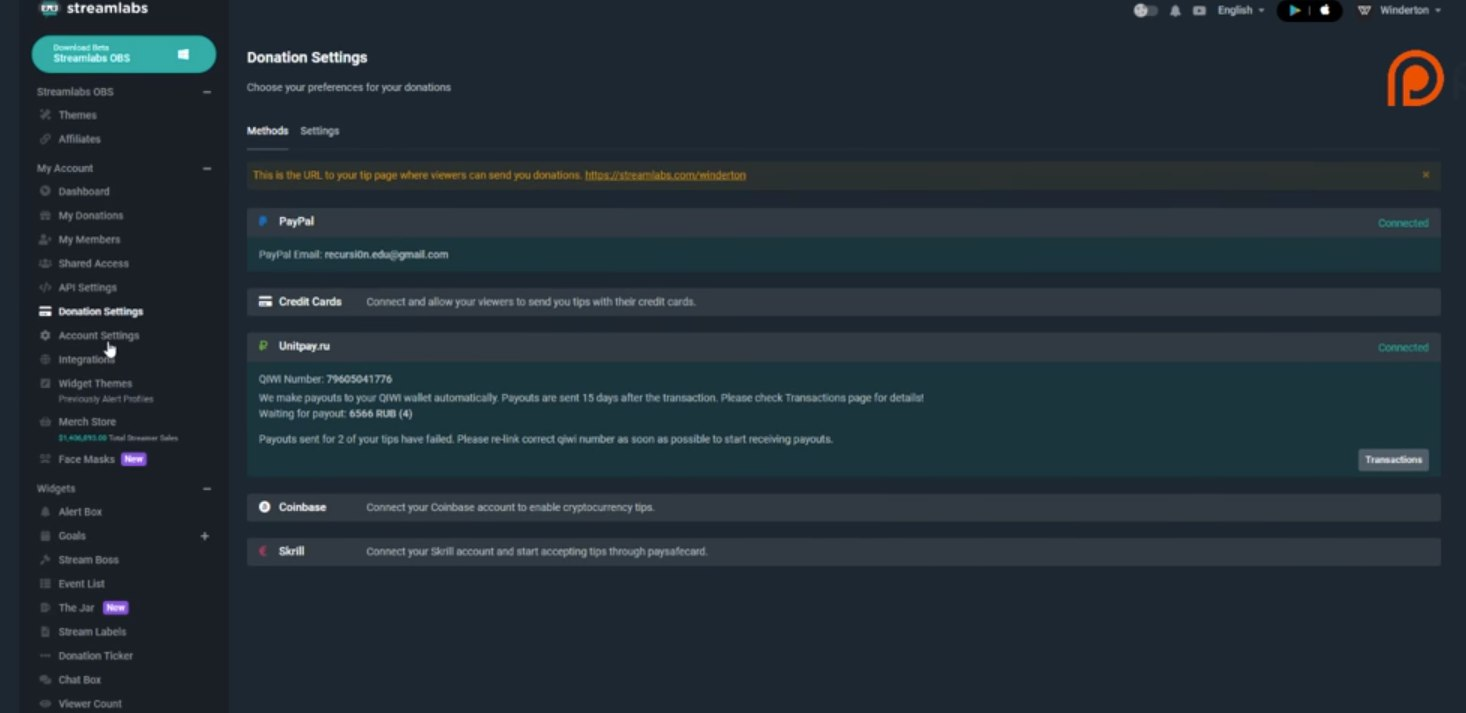 streamlabs
English
Winderton
Download Beta
Streamlabs OBS
Streamlabs OBS
Themes
Affiliates
My Account
Dashboard
My Donations
My Members
Shared Access
API Settings
Donation Settings
Account Settings
Integrations
Widget Themes
Previously Alert Profiles
Merch Store
Total Streamer Sales
Face Masks New
Widgets
Alert Box
Goals
Stream Boss
Event List
The Jar New
Stream Labels
Donation Ticker
Chat Box
Viewer Count
Donation Settings
Choose your preferences for your donations
Methods Settings
This is the URL to your tip page where viewers can send you donations. https://streamlabs.com/winderton
PayPal Connected
PayPal Email: recursi0n.edu@gmail.com
Credit Cards Connect and allow your viewers to send you tips with their credit cards.
Unitpay.ru Connected
QIWI Number: 79605041776
We make payouts to your QIWI wallet automatically. Payouts are sent 15 days after the transaction. Please check Transactions page for details!
Waiting for payout: 6566 RUB (4)
Payouts sent for 2 of your tips have failed. Please re-link correct qiwi number as soon as possible to start receiving payouts.
Transactions
Coinbase Connect your Coinbase account to enable cryptocurrency tips.
Skrill Connect your Skrill account and start accepting tips through paysafecard.